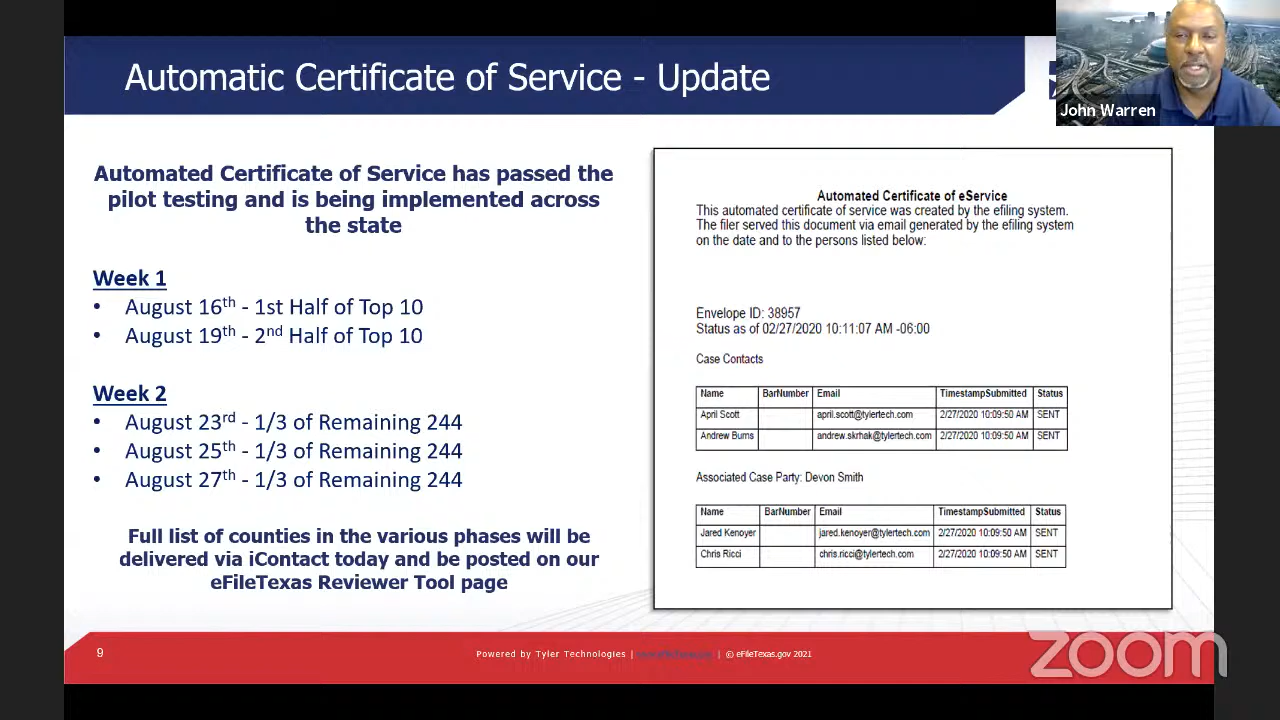 Automatic Certificate of Service - Update
John Warren
Automated Certificate of Service has passed the
pilot testing and is being implemented across
the state
Week 1
• August 16th - 1st Half of Top 10
• August 19th - 2nd Half of Top 10
Week 2
• August 23rd - 1/3 of Remaining 244
• August 25th - 1/3 of Remaining 244
• August 27th - 1/3 of Remaining 244
Full list of counties in the various phases will be
delivered via iContact today and be posted on our
eFileTexas Reviewer Tool page
Automated Certificate of eService
This automated certificate of service was created by the efiling system.
The filer served this document via email generated by the efiling system
on the date and to the persons listed below:
Envelope ID: 38957
Status as of 02/27/2020 10:11:07 AM -06:00
Case Contacts
Name BarNumber Email TimestampSubmitted Status
April Scott april.scott@tylertech.com 2/27/2020 10:09:50 AM SENT
Andrew Burns andrew.skrhak@tylertech.com 2/27/2020 10:09:50 AM SENT
Associated Case Party: Devon Smith
Name BarNumber Email TimestampSubmitted Status
Jared Kenoyer jared.kenoyer@tylertech.com 2/27/2020 10:09:50 AM SENT
Chris Ricci chris.ricci@tylertech.com 2/27/2020 10:09:50 AM SENT
9
Powered by Tyler Technologies | | © eFileTexas.gov 2021
zoom